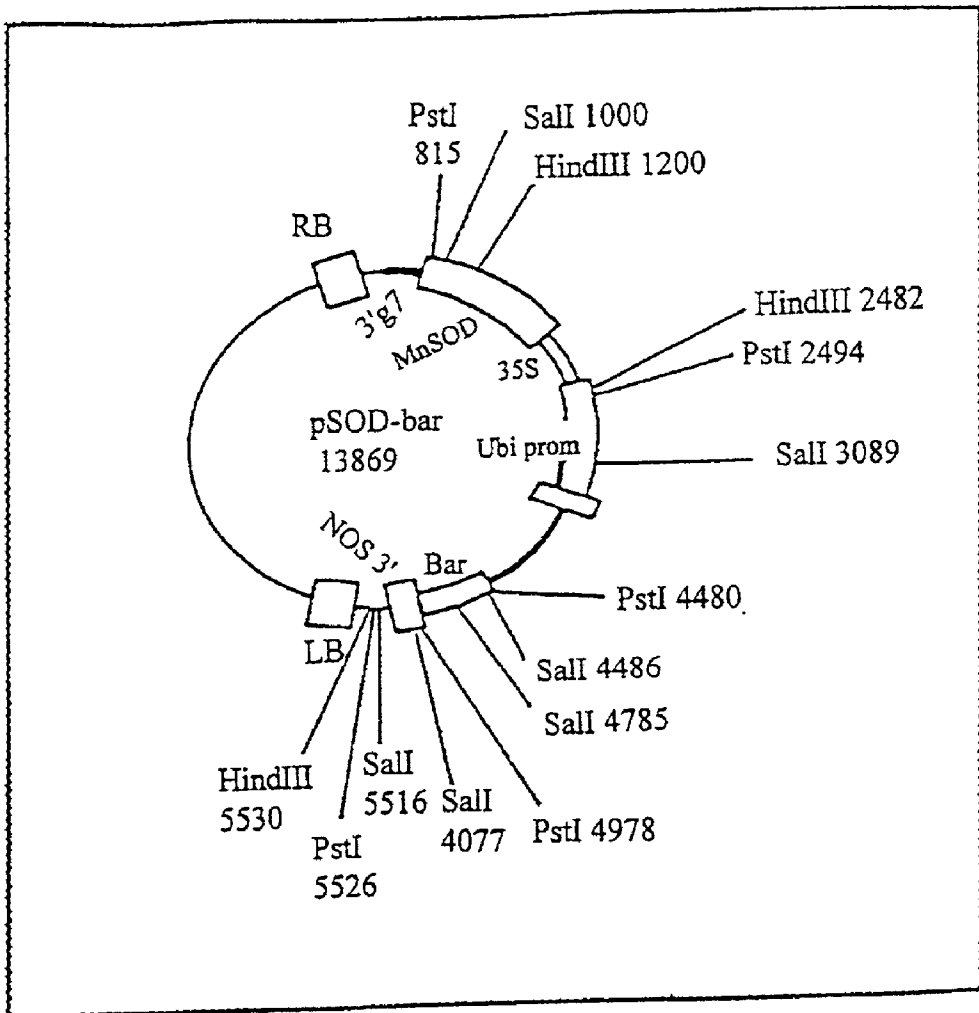 PstI
815
SalI 1000
HindIII 1200
RB
3'g7
MnSOD
35S
HindIII 2482
PstI 2494
pSOD-bar
13869
Ubi prom
SalI 3089
NOS 3'
Bar
PstI 4480
LB
SalI 4486
SalI 4785
HindIII
5530
PstI
5526
SalI
5516
SalI
4077
PstI 4978